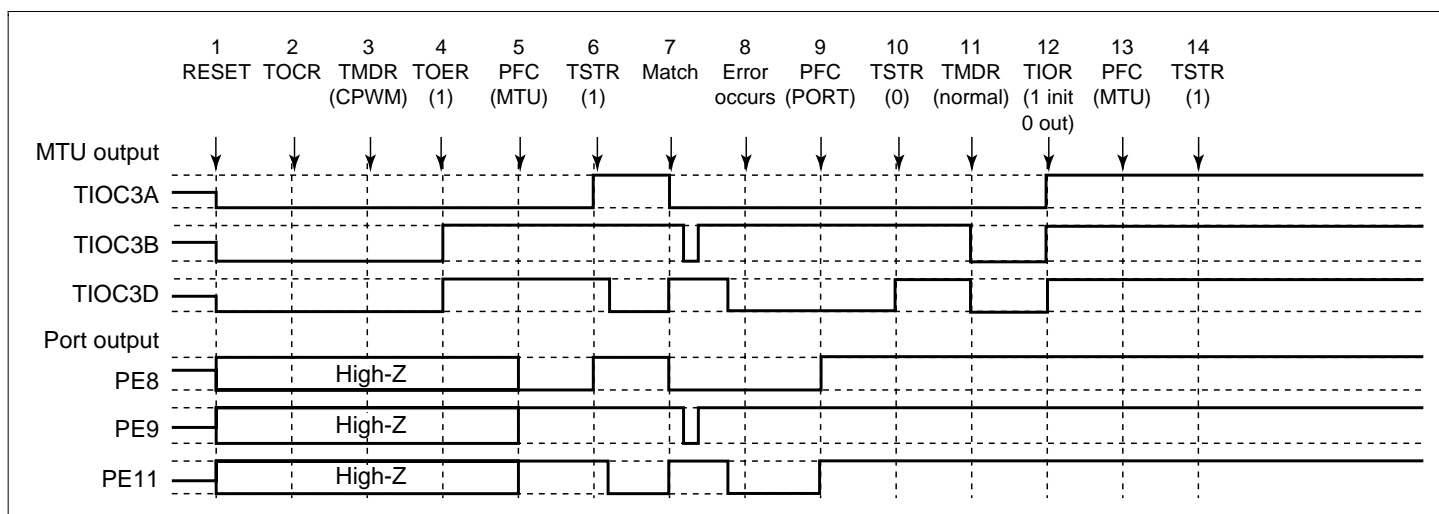 1 2 3 4 5 6 7 8 9 10 11 12 13 14
RESET TOCR TMDR TOER PFC TSTR Match Error PFC TSTR TMDR TIOR PFC TSTR
(CPWM) (1) (MTU) (1) occurs (PORT) (0) (normal) (1 init (MTU) (1)
0 out)
MTU output
TIOC3A
TIOC3B
TIOC3D
Port output
PE8 High-Z
PE9 High-Z
PE11 High-Z